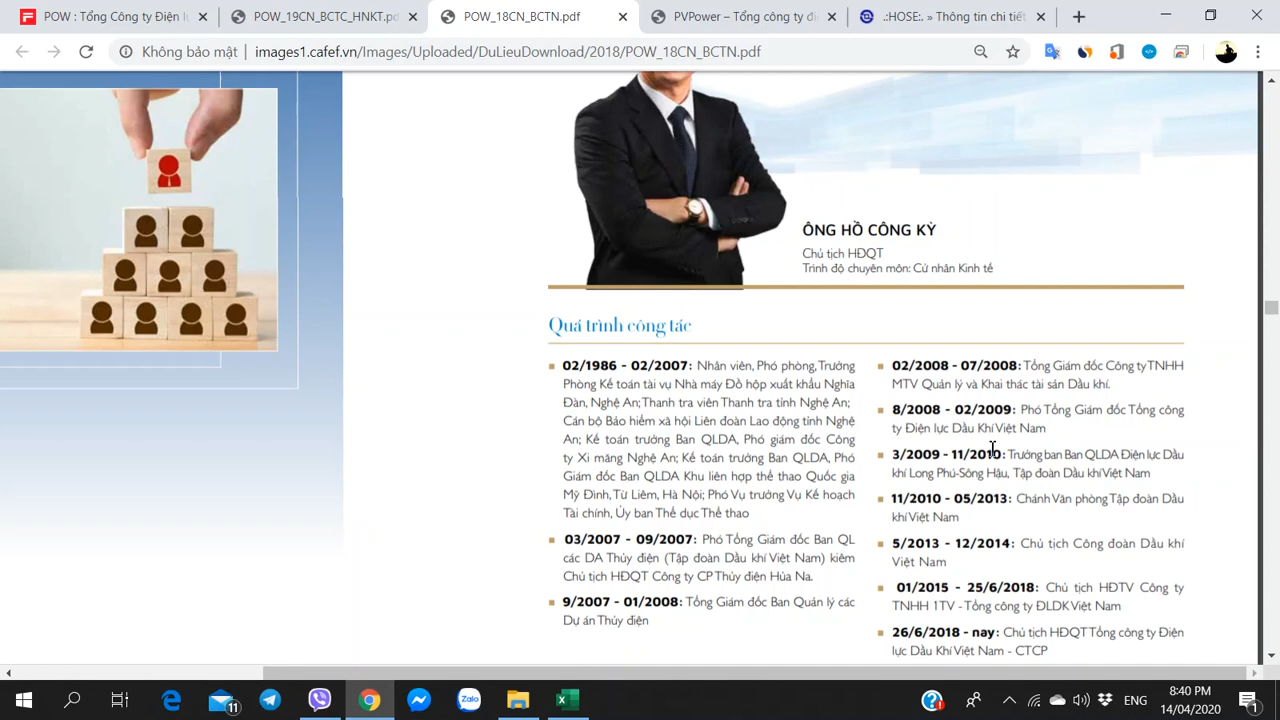 POW : Tổng Công ty Điện l
POW_19CN_BCTC_HNKT.pdf
POW_18CN_BCTN.pdf
PVPower – Tổng công ty di
.:HOSE:. » Thông tin chi tiết
Không bảo mật
images1.cafef.vn/Images/Uploaded/DuLieuDownload/2018/POW_18CN_BCTN.pdf
ÔNG HỒ CÔNG KỲ
Chủ tịch HĐQT
Trình độ chuyên môn: Cử nhân Kinh tế
Quá trình công tác
02/1986 - 02/2007: Nhân viên, Phó phòng, Trưởng
Phòng Kế toán tài vụ Nhà máy Đồ hộp xuất khẩu Nghĩa
Đàn, Nghệ An; Thanh tra viên Thanh tra tỉnh Nghệ An;
Cán bộ Bảo hiểm xã hội Liên đoàn Lao động tỉnh Nghệ
An; Kế toán trưởng Ban QLDA, Phó giám đốc Công
ty Xi măng Nghệ An; Kế toán trưởng Ban QLDA, Phó
Giám đốc Ban QLDA Khu liên hợp thể thao Quốc gia
Mỹ Đình, Từ Liêm, Hà Nội; Phó Vụ trưởng Vụ Kế hoạch
Tài chính, Ủy ban Thể dục Thể thao
03/2007 - 09/2007: Phó Tổng Giám đốc Ban QL
các DA Thủy điện (Tập đoàn Dầu khí Việt Nam) kiêm
Chủ tịch HĐQT Công ty CP Thủy điện Hủa Na.
9/2007 - 01/2008: Tổng Giám đốc Ban Quản lý các
Dự án Thủy điện
02/2008 - 07/2008: Tổng Giám đốc Công ty TNHH
MTV Quản lý và Khai thác tài sản Dầu khí.
8/2008 - 02/2009: Phó Tổng Giám đốc Tổng công
ty Điện lực Dầu Khí Việt Nam
3/2009 - 11/2010: Trưởng ban Ban QLDA Điện lực Dầu
khí Long Phú-Sông Hậu, Tập đoàn Dầu khí Việt Nam
11/2010 - 05/2013: Chánh Văn phòng Tập đoàn Dầu
khí Việt Nam
5/2013 - 12/2014: Chủ tịch Công đoàn Dầu khí
Việt Nam
01/2015 - 25/6/2018: Chủ tịch HĐTV Công ty
TNHH 1TV - Tổng công ty ĐLDK Việt Nam
26/6/2018 - nay: Chủ tịch HĐQT Tổng công ty Điện
lực Dầu Khí Việt Nam - CTCP
11
Zalo
ENG
8:40 PM
14/04/2020
1